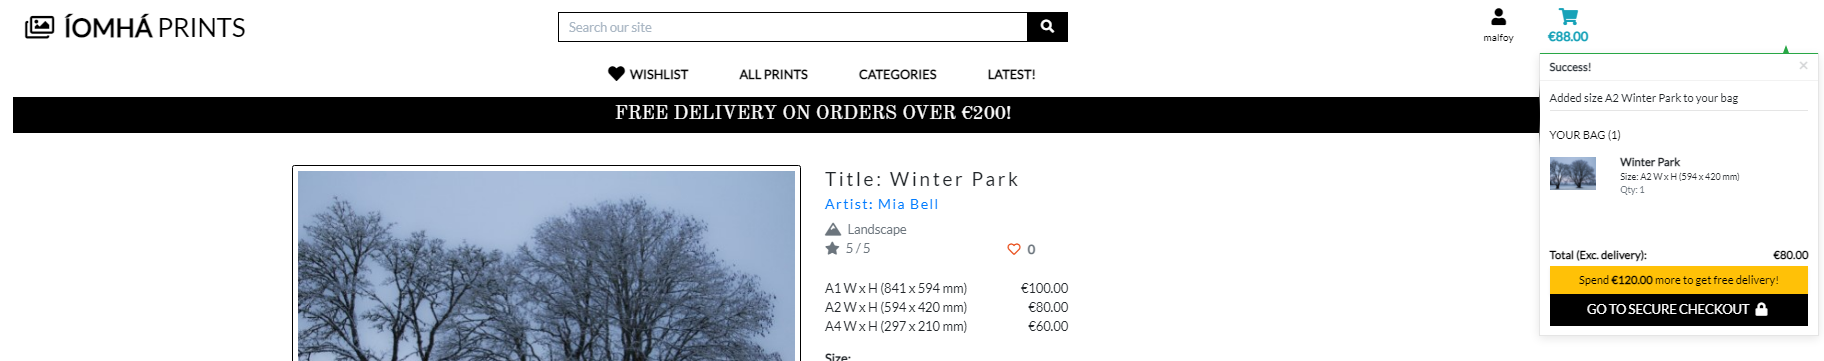 ÍOMHÁ PRINTS
Search our site
malfoy
€88.00
WISHLIST ALL PRINTS CATEGORIES LATEST!
FREE DELIVERY ON ORDERS OVER €200!
Success! ×
Added size A2 Winter Park to your bag
YOUR BAG (1)
Winter Park
Size: A2 W x H (594 x 420 mm)
Qty: 1
Total (Exc. delivery): €80.00
Spend €120.00 more to get free delivery!
GO TO SECURE CHECKOUT
Title: Winter Park
Artist: Mia Bell
Landscape
5 / 5 0
A1 W x H (841 x 594 mm) €100.00
A2 W x H (594 x 420 mm) €80.00
A4 W x H (297 x 210 mm) €60.00
Size: